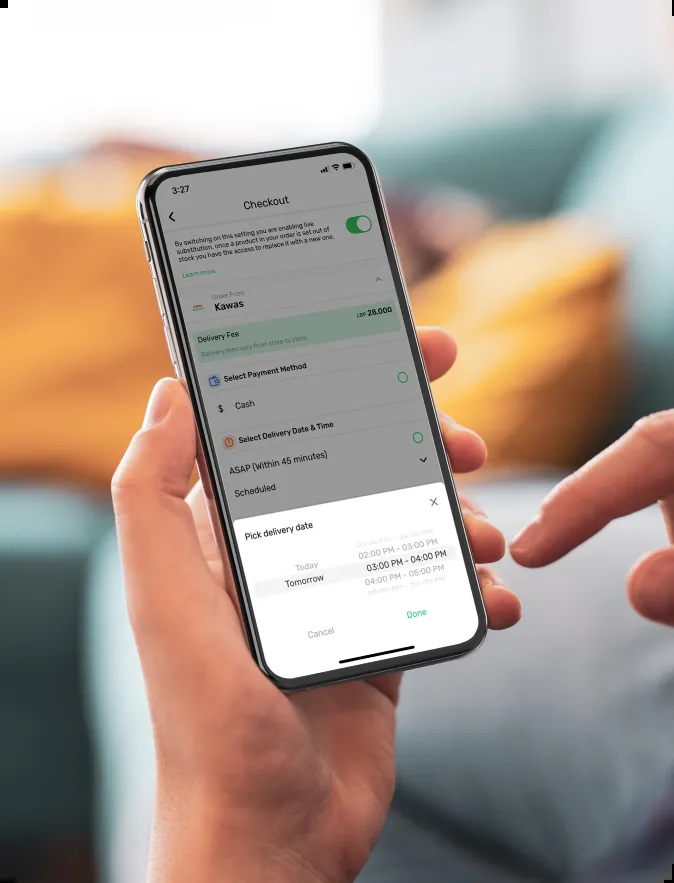 3:27
Checkout
By switching on this setting you are enabling live
substitution, once a product in your order is set out of
stock you have the access to replace it with a new one.
Learn more
Order From
Kawas
Delivery Fee
LBP 28,000
Delivery fees vary from store to store.
Select Payment Method
$ Cash
Select Delivery Date & Time
ASAP (Within 45 minutes)
Scheduled
Pick delivery date
02:00 PM - 03:00 PM
Today
03:00 PM - 04:00 PM
Tomorrow
04:00 PM - 05:00 PM
Cancel
Done